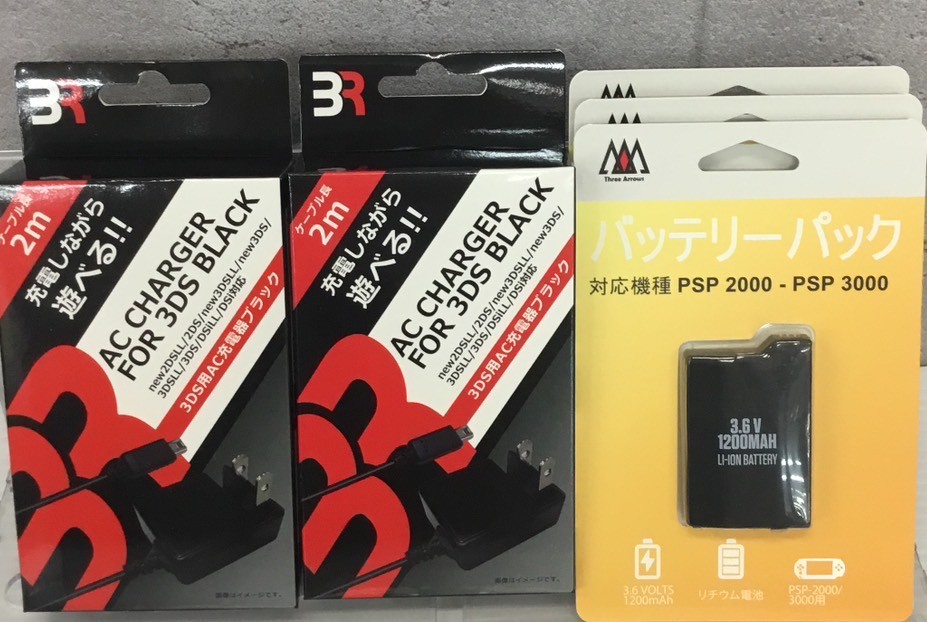 3R
ケーブル長
2m
充電しながら
遊べる!!
AC CHARGER
FOR 3DS BLACK
new2DSLL/2DS/new3DSLL/new3DS/
3DSLL/3DS/DSiLL/DSi対応
3DS用AC充電器ブラック
3R
ケーブル長
2m
充電しながら
遊べる!!
AC CHARGER
FOR 3DS BLACK
new2DSLL/2DS/new3DSLL/new3DS/
3DSLL/3DS/DSiLL/DSi対応
3DS用AC充電器ブラック
Three Arrows
バッテリーパック
対応機種 PSP 2000 - PSP 3000
3.6 V
1200MAH
LI-ION BATTERY
3.6 VOLTS
1200mAh
リチウム電池
PSP-2000/
3000用